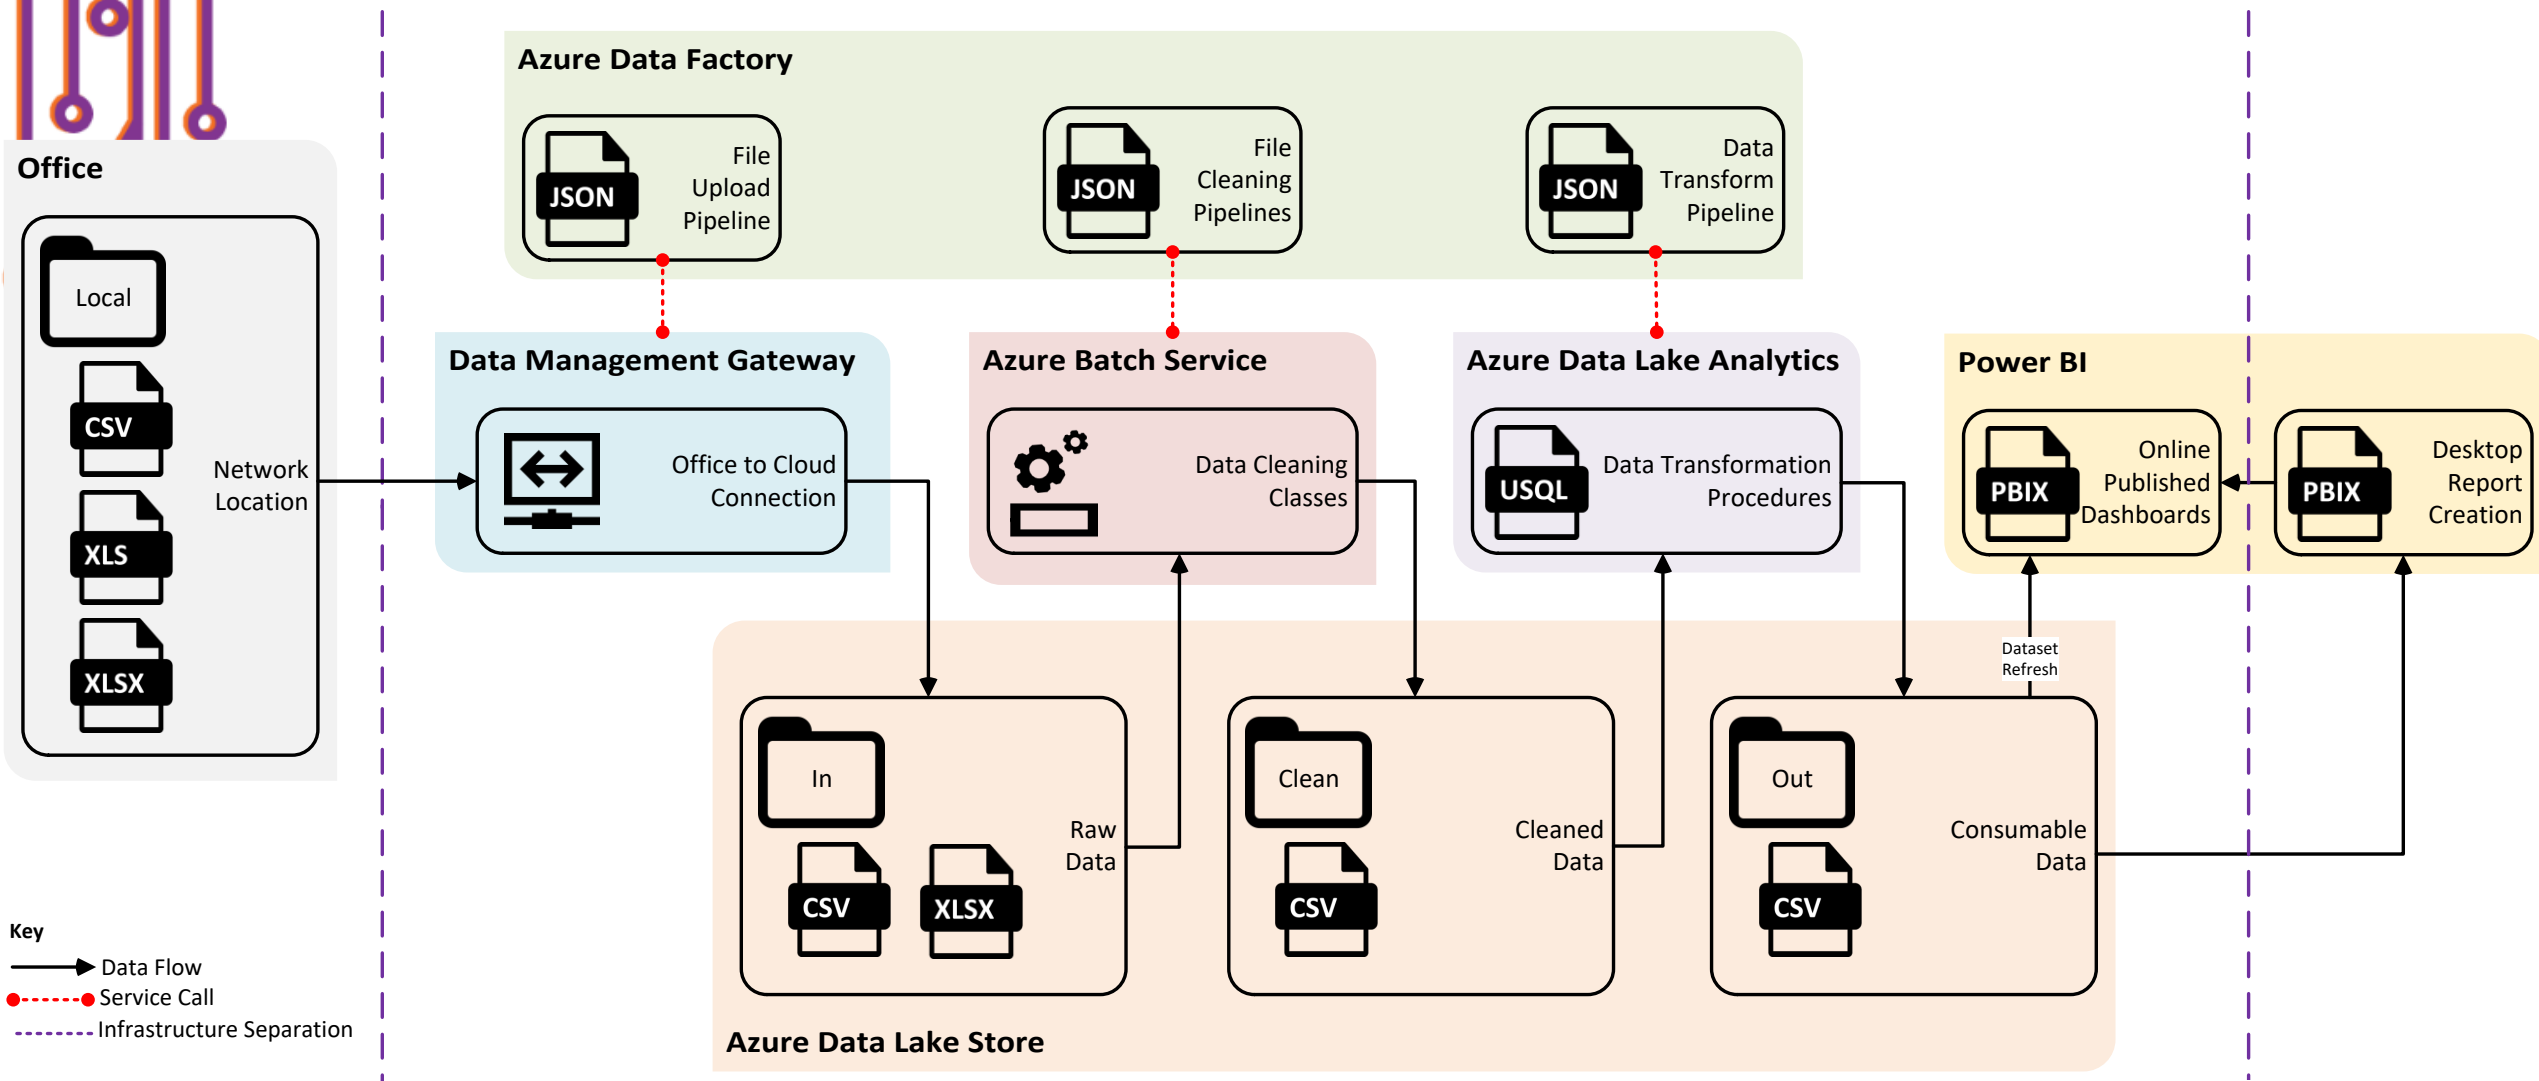 Azure Data Factory
JSON
File
Upload
Pipeline
JSON
File
Cleaning
Pipelines
JSON
Data
Transform
Pipeline
Office
Local
CSV
XLS
XLSX
Network
Location
Data Management Gateway
Office to Cloud
Connection
Azure Batch Service
Data Cleaning
Classes
Azure Data Lake Analytics
USQL
Data Transformation
Procedures
Power BI
PBIX
Online
Published
Dashboards
PBIX
Desktop
Report
Creation
Dataset
Refresh
In
CSV
XLSX
Raw
Data
Clean
CSV
Cleaned
Data
Out
CSV
Consumable
Data
Azure Data Lake Store
Key
Data Flow
Service Call
Infrastructure Separation